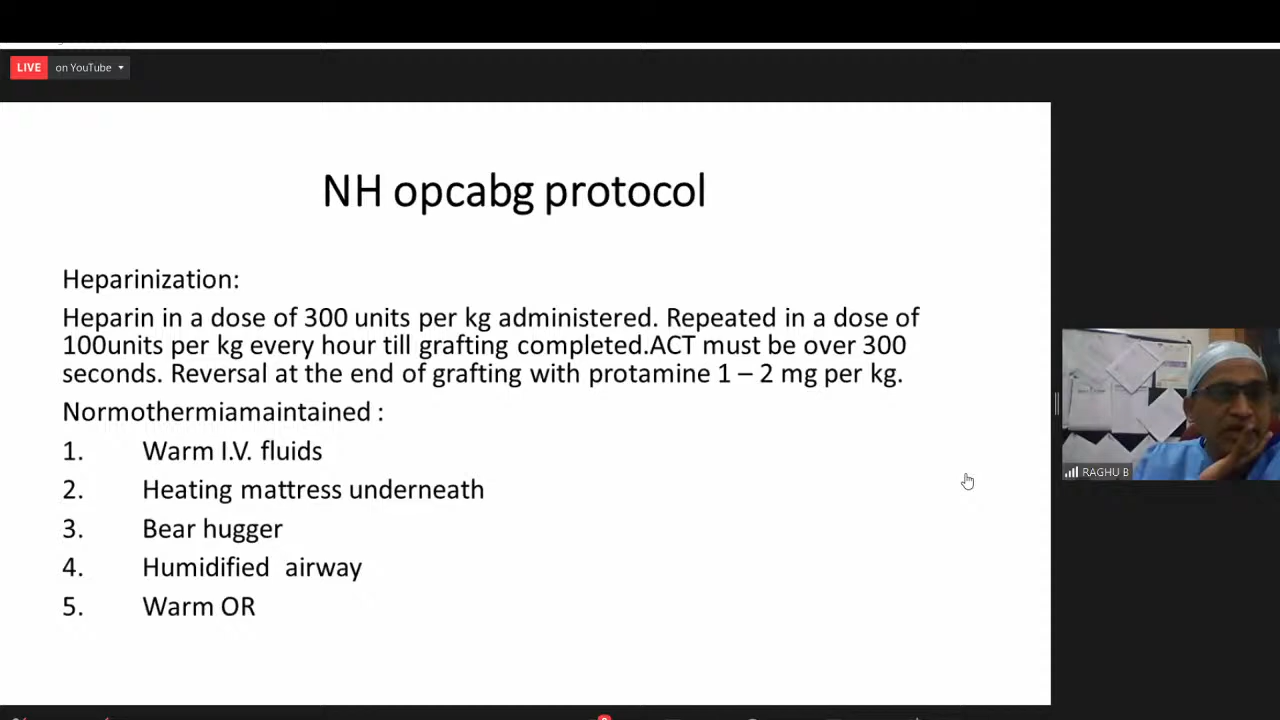 LIVE on YouTube
NH opcabg protocol
Heparinization:
Heparin in a dose of 300 units per kg administered. Repeated in a dose of
100units per kg every hour till grafting completed.ACT must be over 300
seconds. Reversal at the end of grafting with protamine 1 – 2 mg per kg.
Normothermiamaintained :
1. Warm I.V. fluids
2. Heating mattress underneath
3. Bear hugger
4. Humidified airway
5. Warm OR
RAGHU B